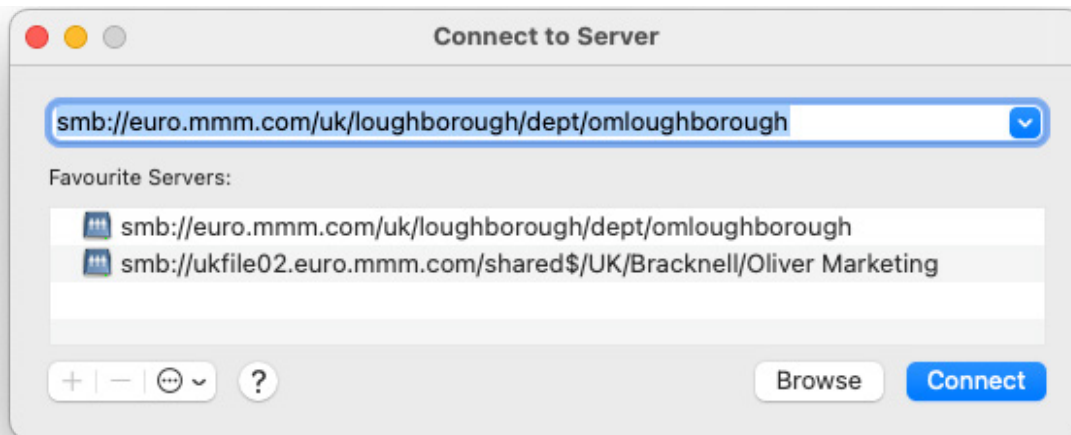 Connect to Server
smb://euro.mmm.com/uk/loughborough/dept/omloughborough
Favourite Servers:
smb://euro.mmm.com/uk/loughborough/dept/omloughborough
smb://ukfile02.euro.mmm.com/shared$/UK/Bracknell/Oliver Marketing
? Browse Connect